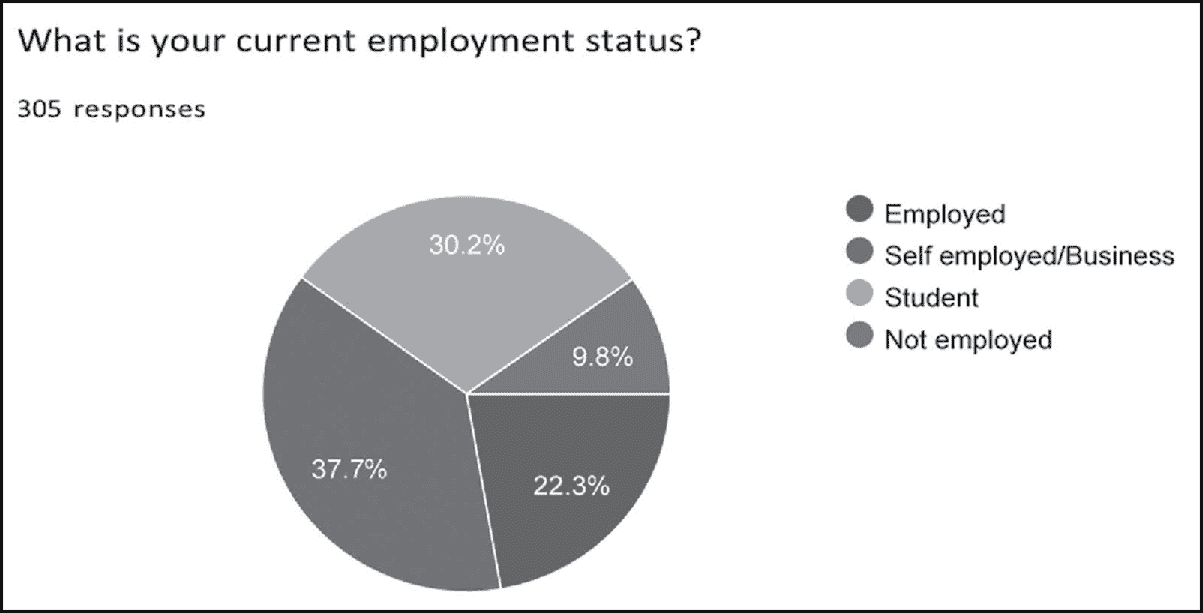 What is your current employment status?
305 responses
30.2%
9.8%
37.7%
22.3%
Employed
Self employed/Business
Student
Not employed